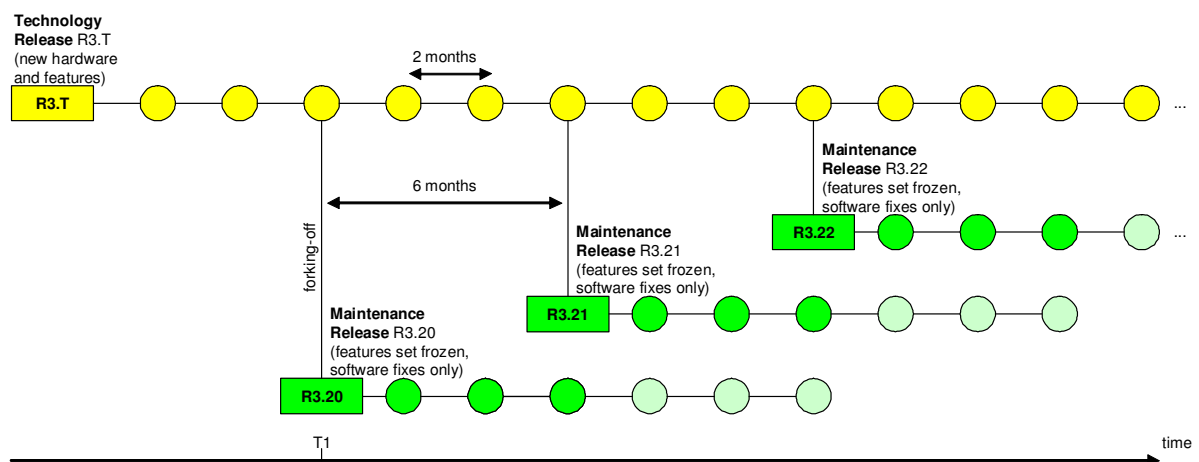 Technology
Release R3.T
(new hardware
and features)
R3.T
2 months
...
6 months
forking-off
Maintenance
Release R3.22
(features set frozen,
software fixes only)
R3.22
...
Maintenance
Release R3.21
(features set frozen,
software fixes only)
R3.21
Maintenance
Release R3.20
(features set frozen,
software fixes only)
R3.20
T1
time